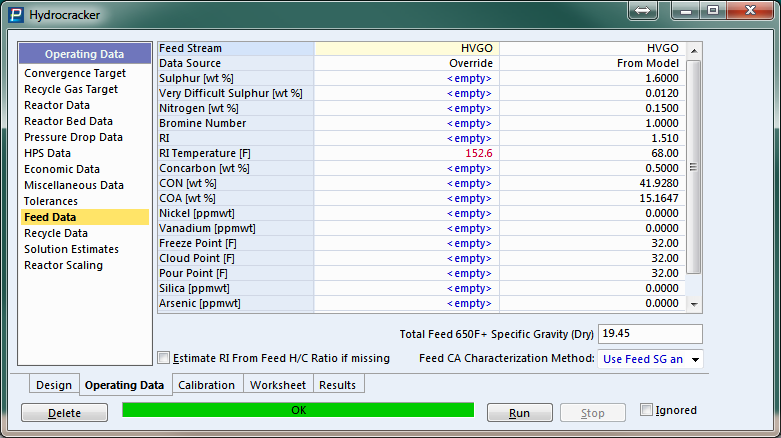 Hydrocracker
Operating Data
Convergence Target
Recycle Gas Target
Reactor Data
Reactor Bed Data
Pressure Drop Data
HPS Data
Economic Data
Miscellaneous Data
Tolerances
Feed Data
Recycle Data
Solution Estimates
Reactor Scaling
Feed Stream HVGO HVGO
Data Source Override From Model
Sulphur [wt %] <empty> 1.6000
Very Difficult Sulphur [wt %] <empty> 0.0120
Nitrogen [wt %] <empty> 0.1500
Bromine Number <empty> 1.0000
RI <empty> 1.510
RI Temperature [F] 152.6 68.00
Concarbon [wt %] <empty> 0.5000
CON [wt %] <empty> 41.9280
COA [wt %] <empty> 15.1647
Nickel [ppmwt] <empty> 0.0000
Vanadium [ppmwt] <empty> 0.0000
Freeze Point [F] <empty> 32.00
Cloud Point [F] <empty> 32.00
Pour Point [F] <empty> 32.00
Silica [ppmwt] <empty> 0.0000
Arsenic [ppmwt] <empty> 0.0000
Total Feed 650F+ Specific Gravity (Dry) 19.45
Estimate RI From Feed H/C Ratio if missing Feed CA Characterization Method: Use Feed SG an
Design Operating Data Calibration Worksheet Results
Delete OK Run Stop Ignored